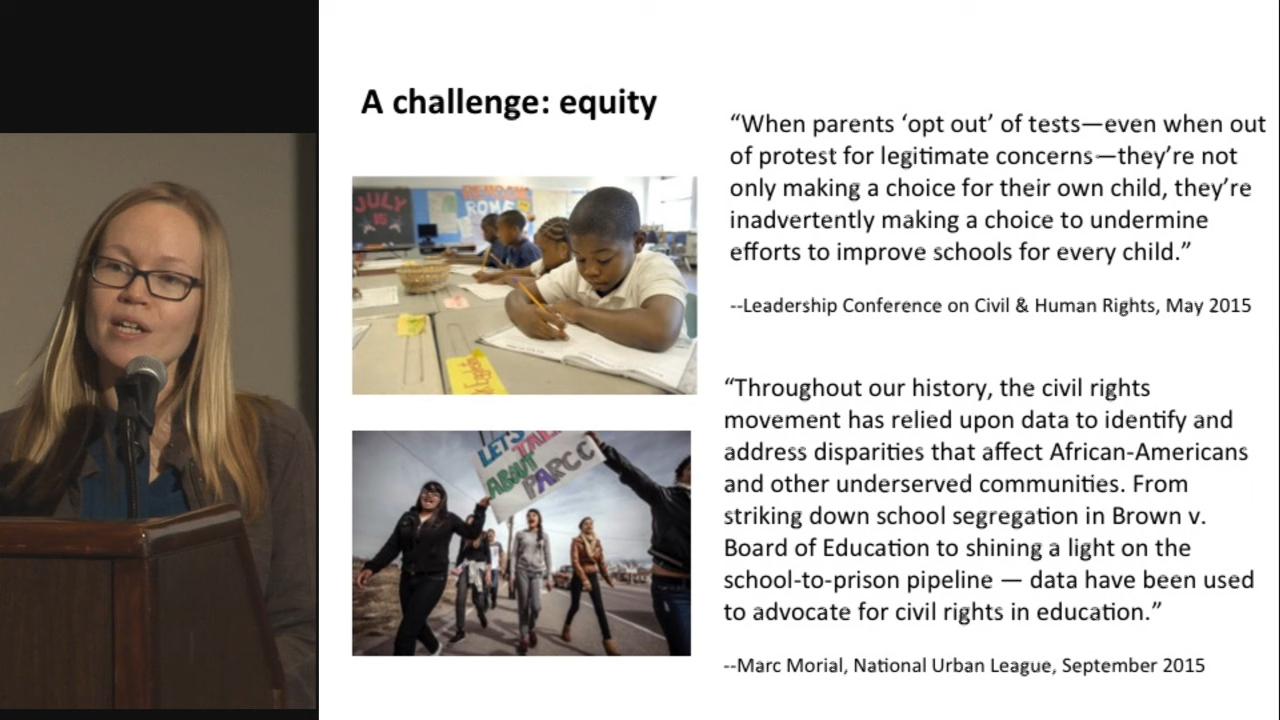 A challenge: equity
JULY
15
ROME
LET'S TALK
ABOUT
PARCC
“When parents ‘opt out’ of tests—even when out
of protest for legitimate concerns—they’re not
only making a choice for their own child, they’re
inadvertently making a choice to undermine
efforts to improve schools for every child.”
--Leadership Conference on Civil & Human Rights, May 2015
“Throughout our history, the civil rights
movement has relied upon data to identify and
address disparities that affect African-Americans
and other underserved communities. From
striking down school segregation in Brown v.
Board of Education to shining a light on the
school-to-prison pipeline — data have been used
to advocate for civil rights in education.”
--Marc Morial, National Urban League, September 2015